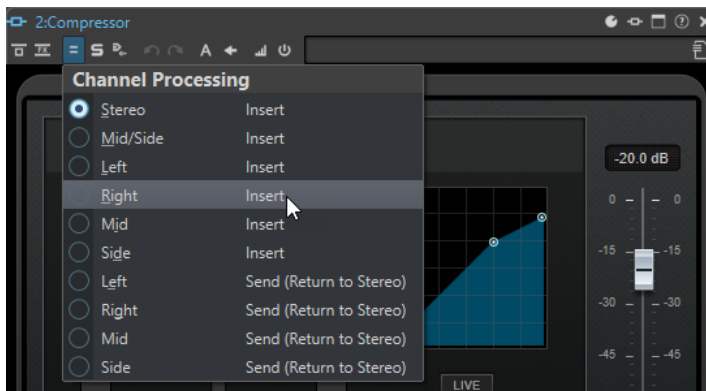 2:Compressor
FX
S
A
Channel Processing
Stereo Insert
Mid/Side Insert
Left Insert
Right Insert
Mid Insert
Side Insert
Left Send (Return to Stereo)
Right Send (Return to Stereo)
Mid Send (Return to Stereo)
Side Send (Return to Stereo)
-20.0 dB
0 0
-15 -15
-30 -30
-45 -45
LIVE